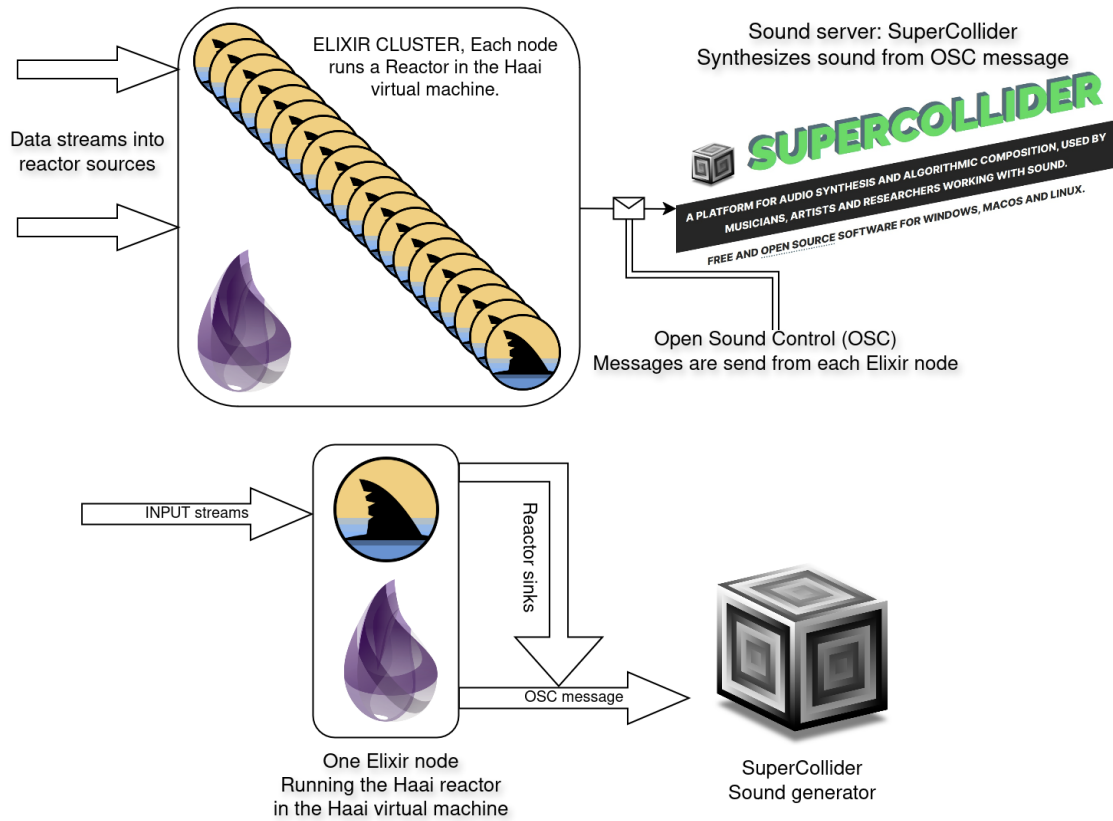 ELIXIR CLUSTER, Each node
runs a Reactor in the Haai
virtual machine.
Data streams into
reactor sources
Sound server: SuperCollider
Synthesizes sound from OSC message
SUPERCOLLIDER
A PLATFORM FOR AUDIO SYNTHESIS AND ALGORITHMIC COMPOSITION, USED BY
MUSICIANS, ARTISTS AND RESEARCHERS WORKING WITH SOUND.
FREE AND OPEN SOURCE SOFTWARE FOR WINDOWS, MACOS AND LINUX.
Open Sound Control (OSC)
Messages are send from each Elixir node
INPUT streams
Reactor sinks
OSC message
One Elixir node
Running the Haai reactor
in the Haai virtual machine
SuperCollider
Sound generator